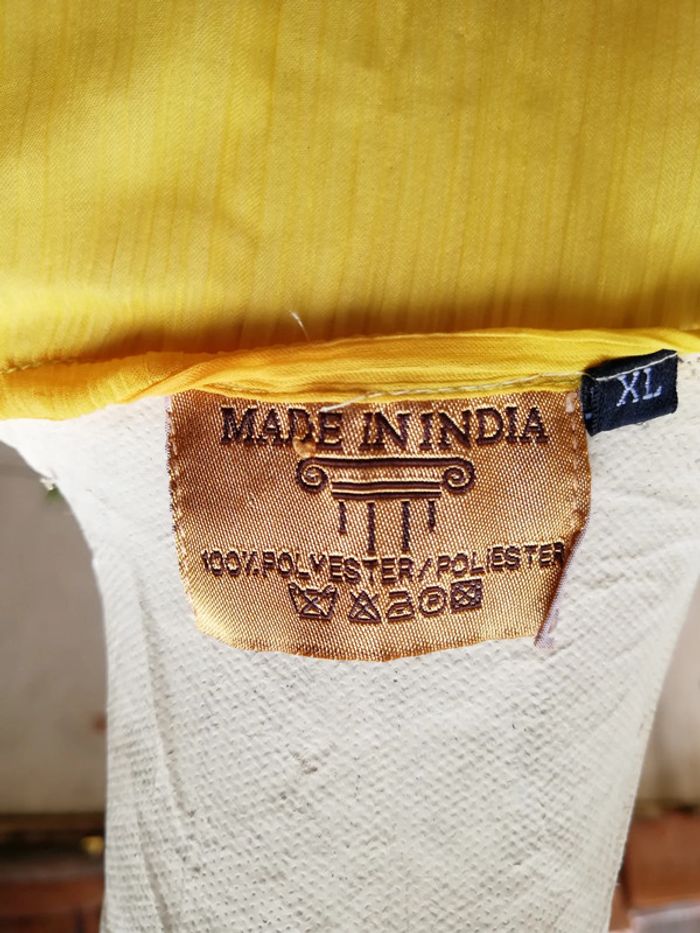 MADE IN INDIA
XL
100% POLYESTER/POLIESTER